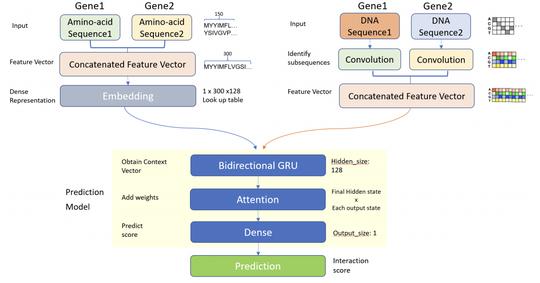 Gene1 Gene2
Input
Amino-acid
Sequence1
Amino-acid
Sequence2
150
MYYIMFL...
YSIVGVP...
Feature Vector
Concatenated Feature Vector
300
MYYIMFLVGSI...
Dense
Representation
Embedding
1 x 300 x128
Look up table
Gene1 Gene2
Input
DNA
Sequence1
DNA
Sequence2
Identify
subsequences
Convolution
Convolution
Feature Vector
Concatenated Feature Vector
Prediction
Model
Obtain Context
Vector
Bidirectional GRU
Hidden_size:
128
Add weights
Attention
Final Hidden state
x
Each output state
Predict
score
Dense
Output_size: 1
Prediction
Interaction
score